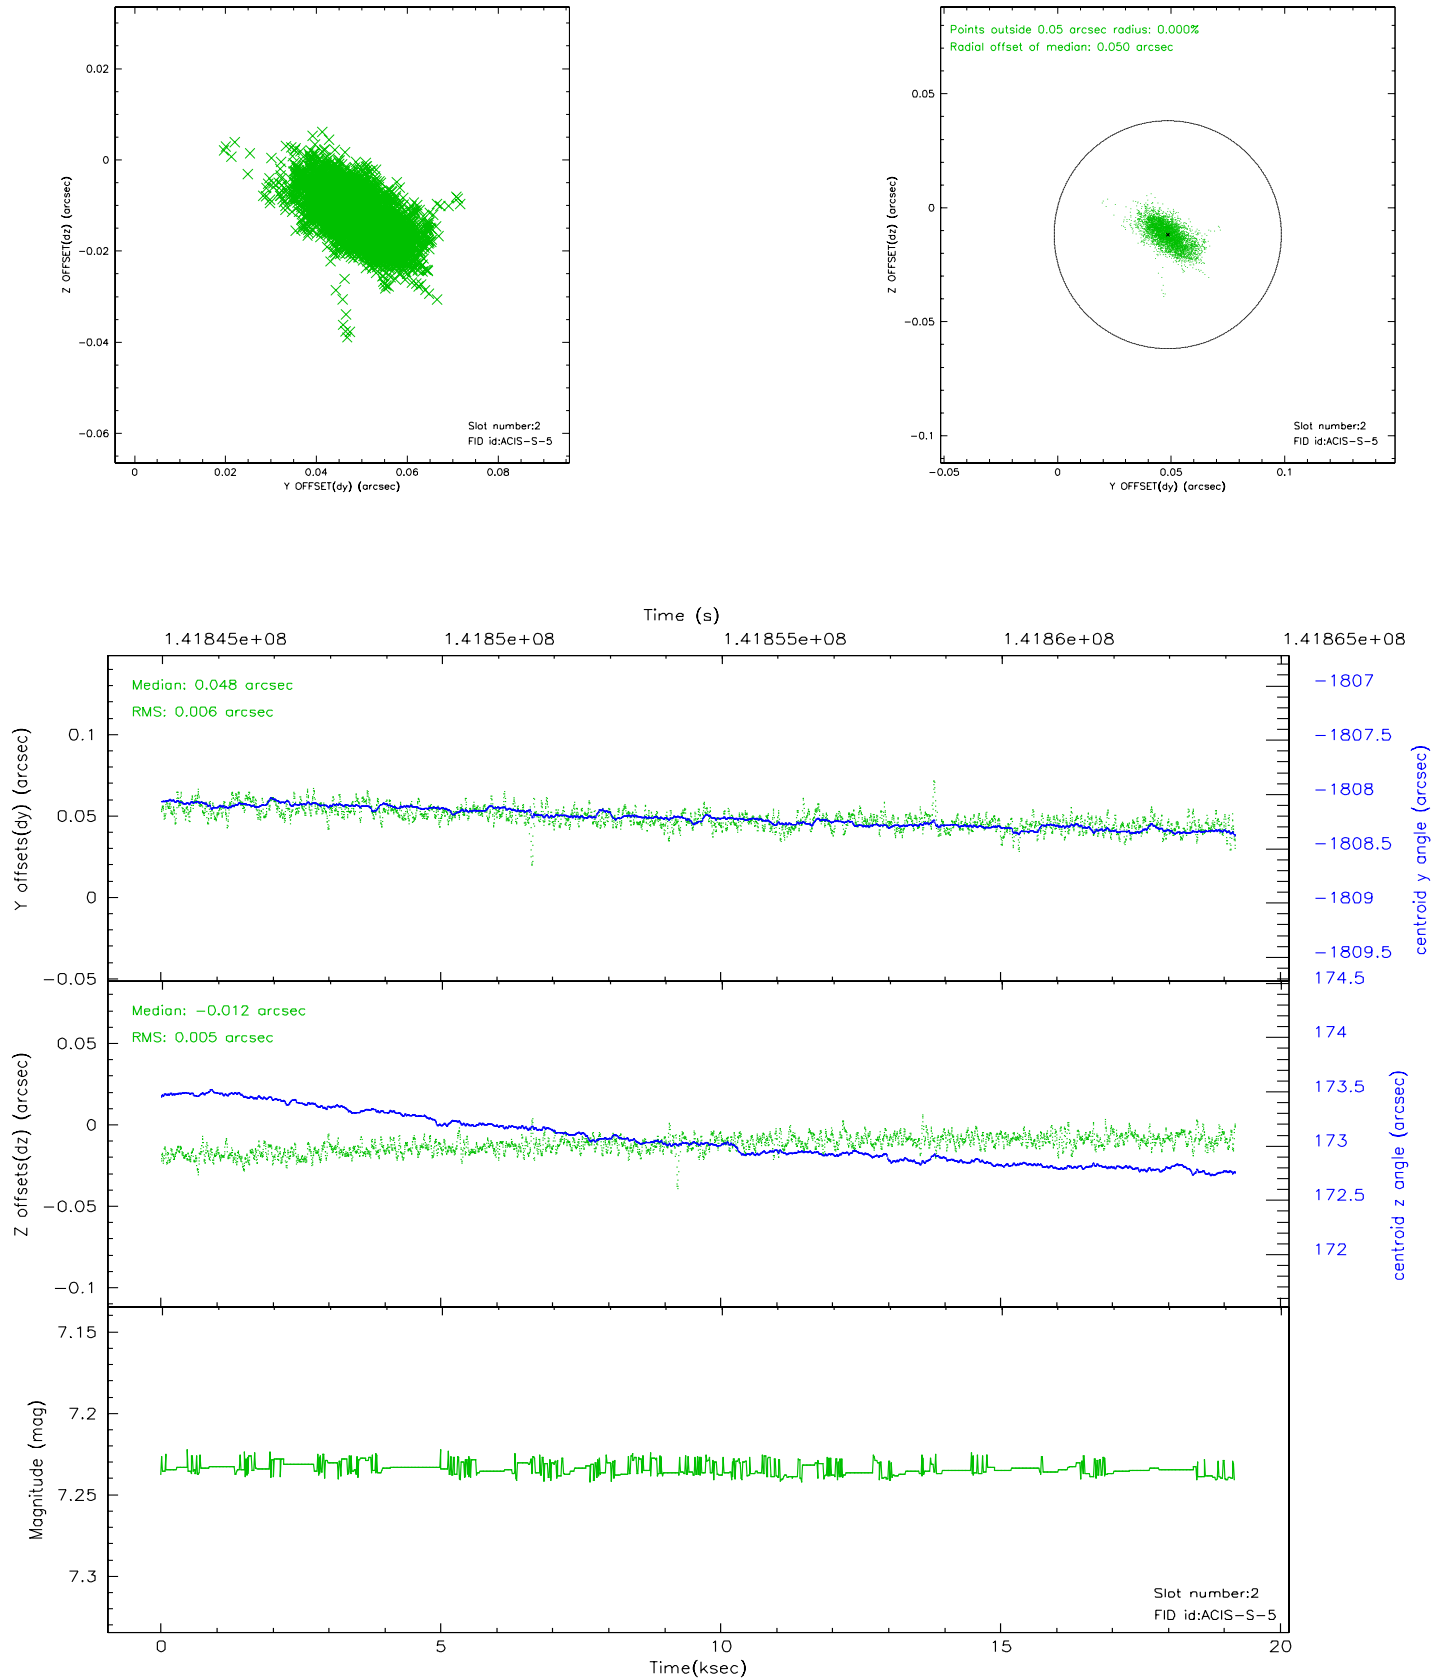 0.02
0
-0.02
-0.04
-0.06
Z OFFSET(dz) (arcsec)
Slot number:2
FID id:ACIS-S-5
0 0.02 0.04 0.06 0.08
Y OFFSET(dy) (arcsec)
Points outside 0.05 arcsec radius: 0.000%
Radial offset of median: 0.050 arcsec
0.05
0
-0.05
-0.1
Z OFFSET(dz) (arcsec)
Slot number:2
FID id:ACIS-S-5
-0.05 0 0.05 0.1
Y OFFSET(dy) (arcsec)
Time (s)
1.41845e+08 1.4185e+08 1.41855e+08 1.4186e+08 1.41865e+08
Median: 0.048 arcsec
RMS: 0.006 arcsec
0.1
0.05
0
-0.05
Y offsets(dy) (arcsec)
-1807
-1807.5
-1808
-1808.5
-1809
-1809.5
centroid y angle (arcsec)
Median: -0.012 arcsec
RMS: 0.005 arcsec
0.05
0
-0.05
-0.1
Z offsets(dz) (arcsec)
174.5
174
173.5
173
172.5
172
centroid z angle (arcsec)
7.15
7.2
7.25
7.3
Magnitude (mag)
Slot number:2
FID id:ACIS-S-5
0 5 10 15 20
Time(ksec)